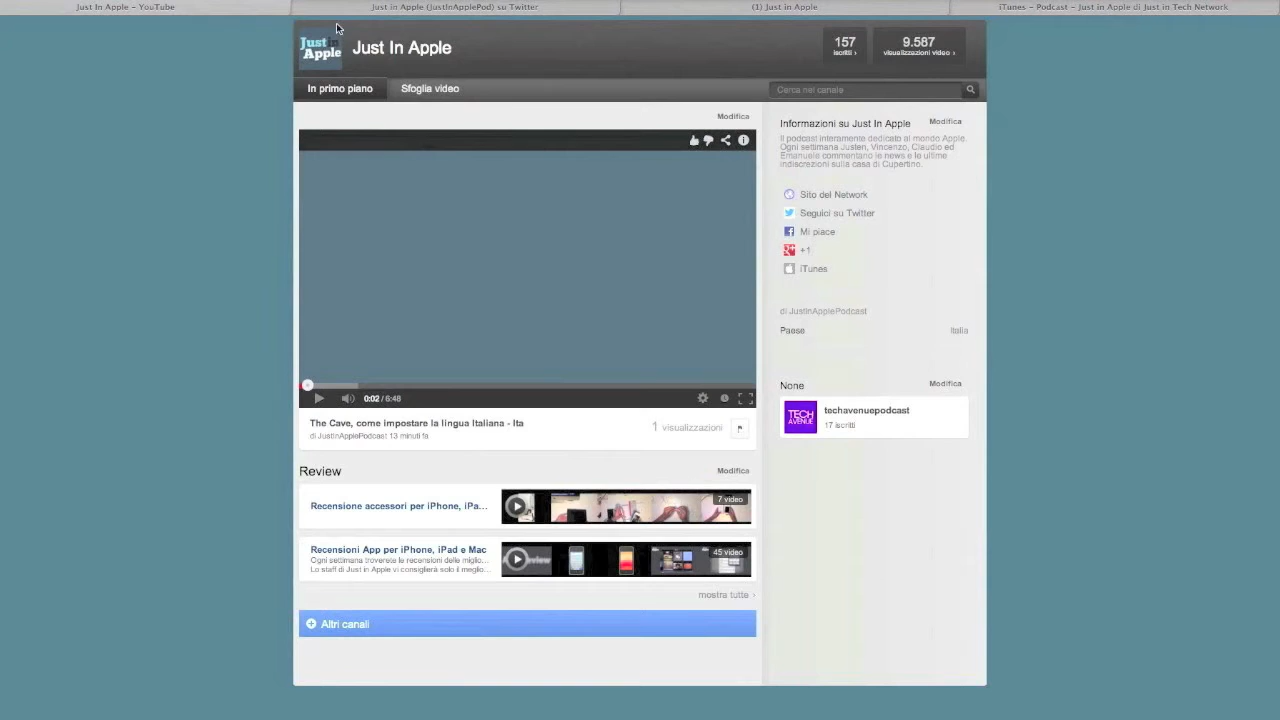 Just In Apple – YouTube
Just in Apple (JustInApplePod) su Twitter
(1) Just in Apple
iTunes – Podcast – Just in Apple di Just in Tech Network
Just in
Apple
Just In Apple
157
iscritti ›
9.587
visualizzazioni video ›
In primo piano
Sfoglia video
Cerca nel canale
Modifica
0:02 / 6:48
The Cave, come impostare la lingua Italiana - Ita
di JustInApplePodcast 13 minuti fa
1 visualizzazioni
Review
Modifica
Recensione accessori per iPhone, iPa...
7 video
Recensioni App per iPhone, iPad e Mac
Ogni settimana troverete le recensioni delle miglio...
Lo staff di Just in Apple vi consiglierà solo il meglio...
45 video
mostra tutte ›
Altri canali
Informazioni su Just In Apple
Modifica
Il podcast interamente dedicato al mondo Apple.
Ogni settimana Justen, Vincenzo, Claudio ed
Emanuele commentano le news e le ultime
indiscrezioni sulla casa di Cupertino.
Sito del Network
Seguici su Twitter
Mi piace
+1
iTunes
di JustInApplePodcast
Paese
Italia
None
Modifica
TECH
AVENUE
techavenuepodcast
17 iscritti